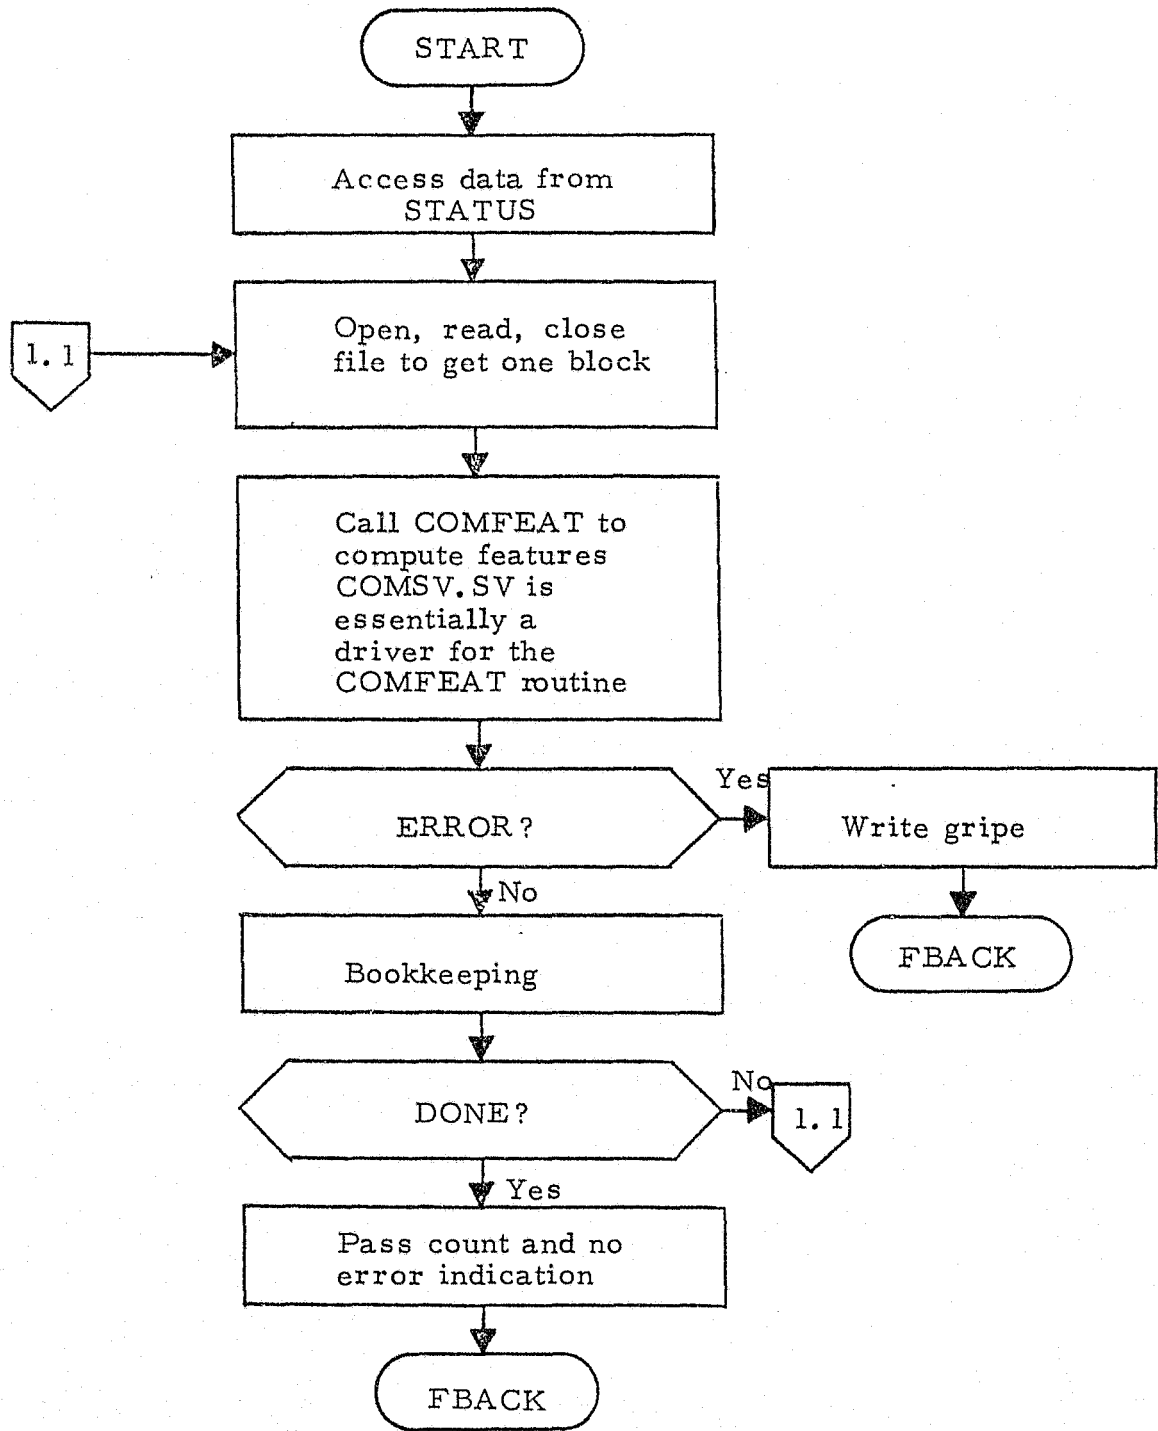 START
Access data from
STATUS
1.1
Open, read, close
file to get one block
Call COMFEAT to
compute features
COMSV.SV is
essentially a
driver for the
COMFEAT routine
ERROR?
Yes
Write gripe
No
FBACK
Bookkeeping
DONE?
No
1.1
Yes
Pass count and no
error indication
FBACK